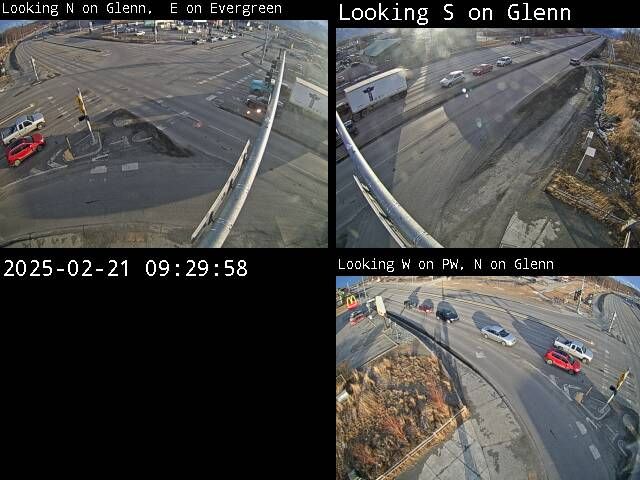 Looking N on Glenn,  E on Evergreen
Looking S on Glenn
2025-02-21 09:29:58
Looking W on PW, N on Glenn